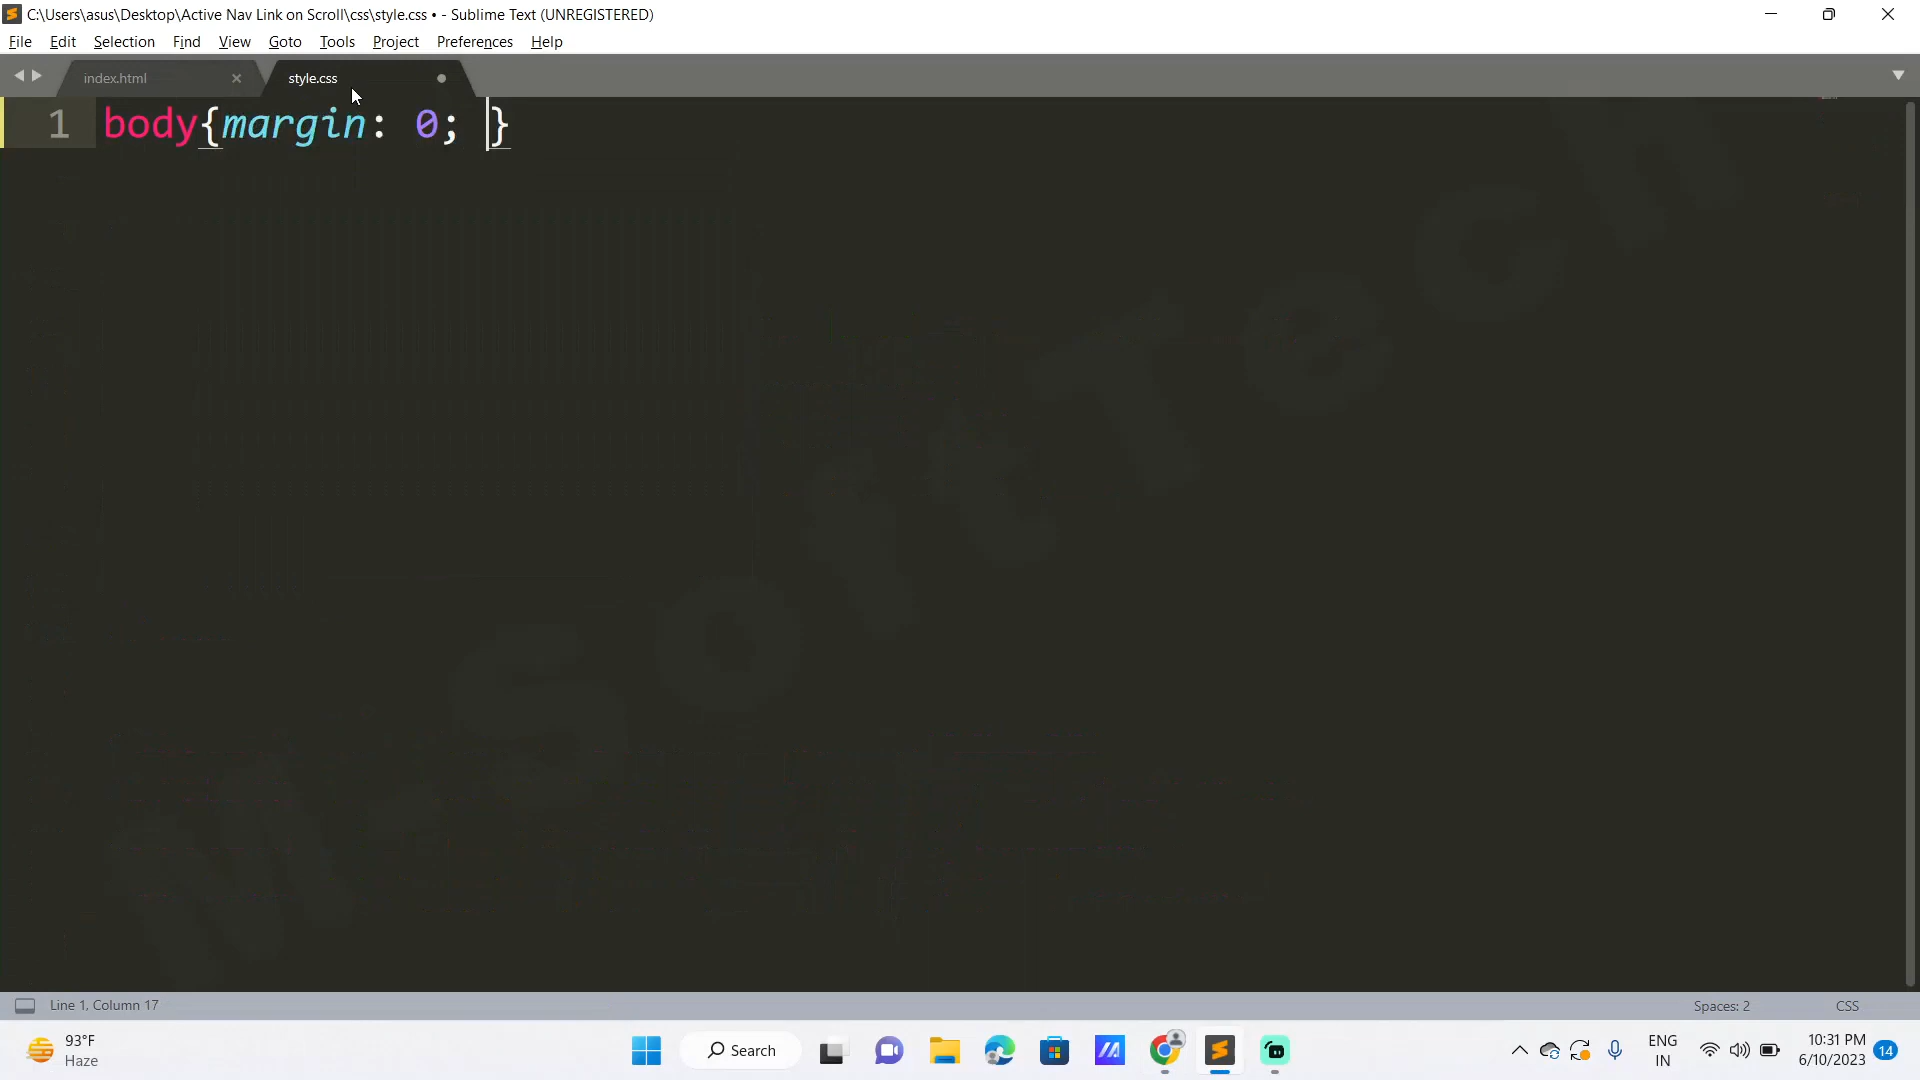 C:\Users\asus\Desktop\Active Nav Link on Scroll\css\style.css • - Sublime Text (UNREGISTERED)
File Edit Selection Find View Goto Tools Project Preferences Help
index.html × style.css
1 body{margin: 0; }
M-SoftTech
Line 1, Column 17 Spaces: 2 CSS
93°F
Haze
Search
ENG
IN
10:31 PM
6/10/2023
14